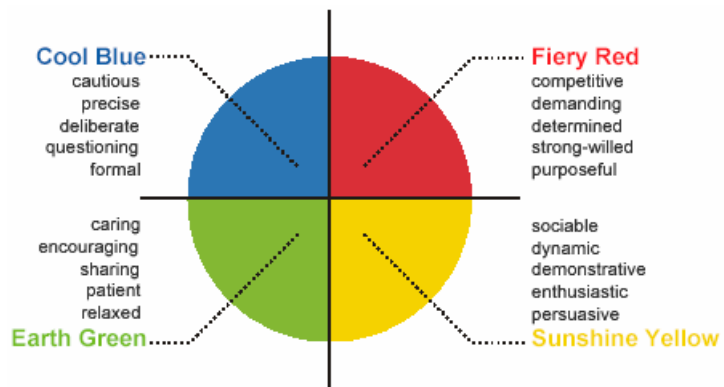 Cool Blue
cautious
precise
deliberate
questioning
formal
Fiery Red
competitive
demanding
determined
strong-willed
purposeful
caring
encouraging
sharing
patient
relaxed
Earth Green
sociable
dynamic
demonstrative
enthusiastic
persuasive
Sunshine Yellow